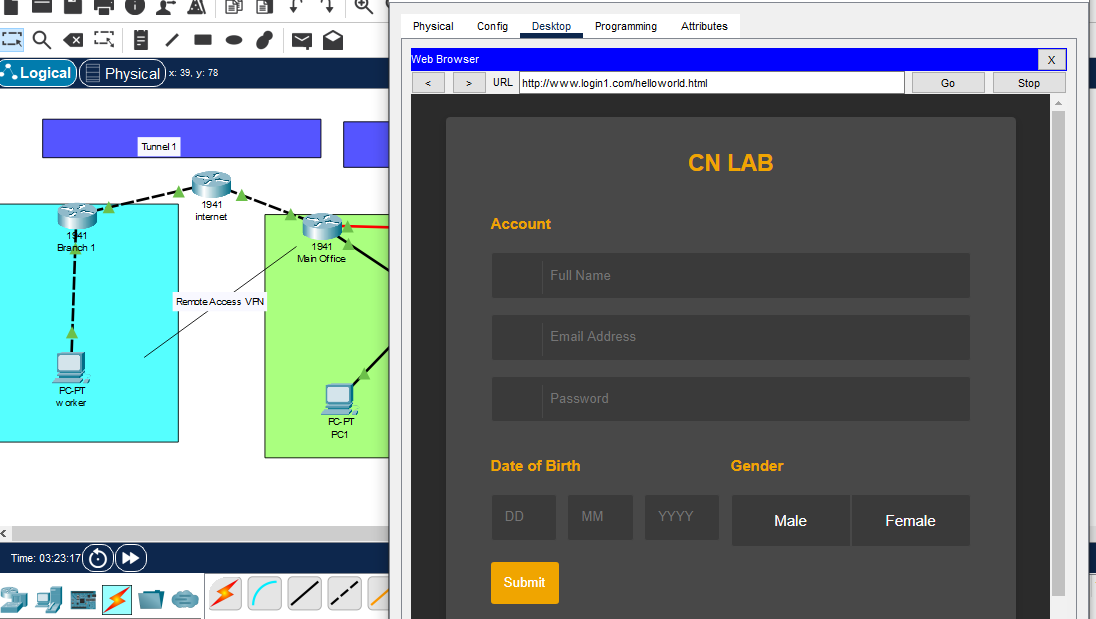 Logical
Physical
x: 39, y: 78
Tunnel 1
1941
internet
1941
Branch 1
1941
Main Office
Remote Access VPN
PC-PT
worker
PC-PT
PC1
Time: 03:23:17
Physical
Config
Desktop
Programming
Attributes
Web Browser
X
<
>
URL
http://www.login1.com/helloworld.html
Go
Stop
CN LAB
Account
Full Name
Email Address
Password
Date of Birth
Gender
DD
MM
YYYY
Male
Female
Submit